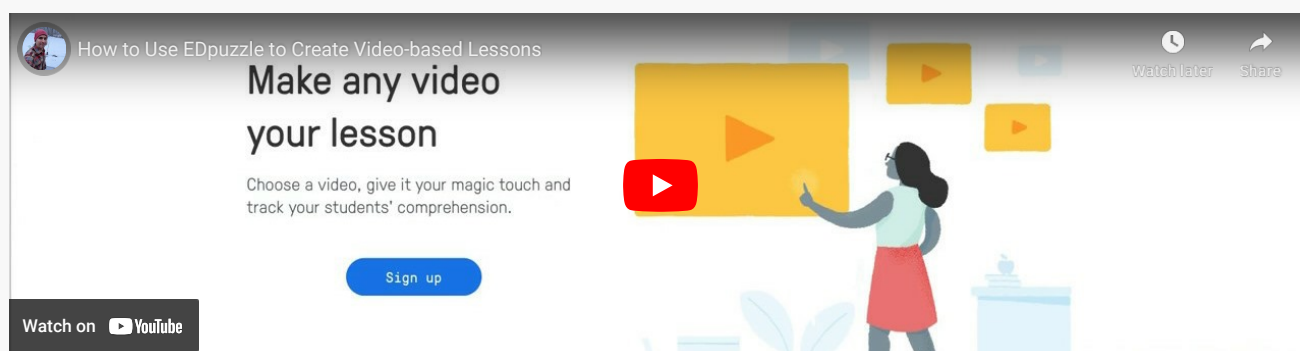 How to Use EDpuzzle to Create Video-based Lessons
Watch later
Share
Make any video
your lesson
Choose a video, give it your magic touch and
track your students' comprehension.
Sign up
Watch on YouTube